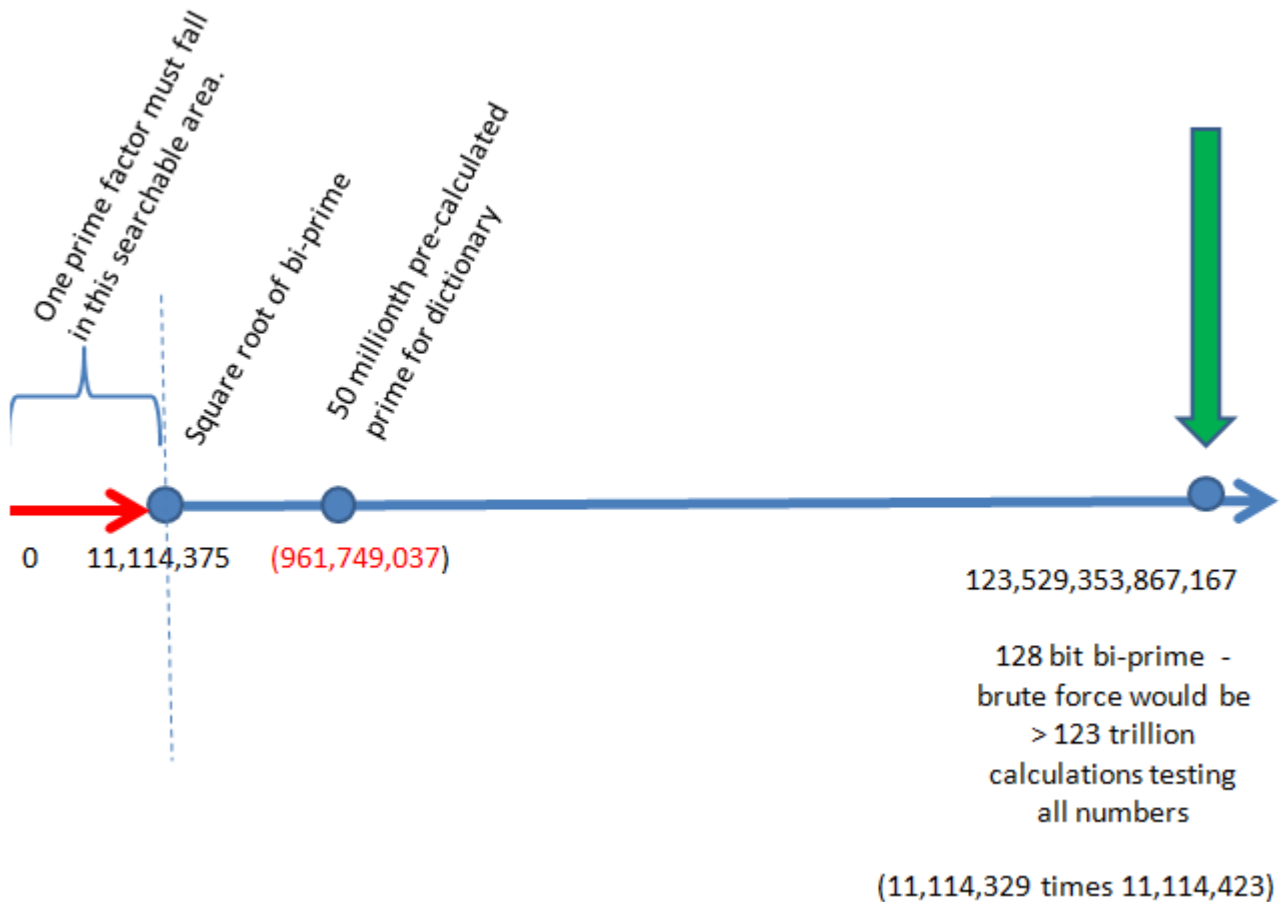 One prime factor must fall
in this searchable area.
Square root of bi-prime
50 millionth pre-calculated
prime for dictionary
0
11,114,375
(961,749,037)
123,529,353,867,167
128 bit bi-prime -
brute force would be
> 123 trillion
calculations testing
all numbers
(11,114,329 times 11,114,423)